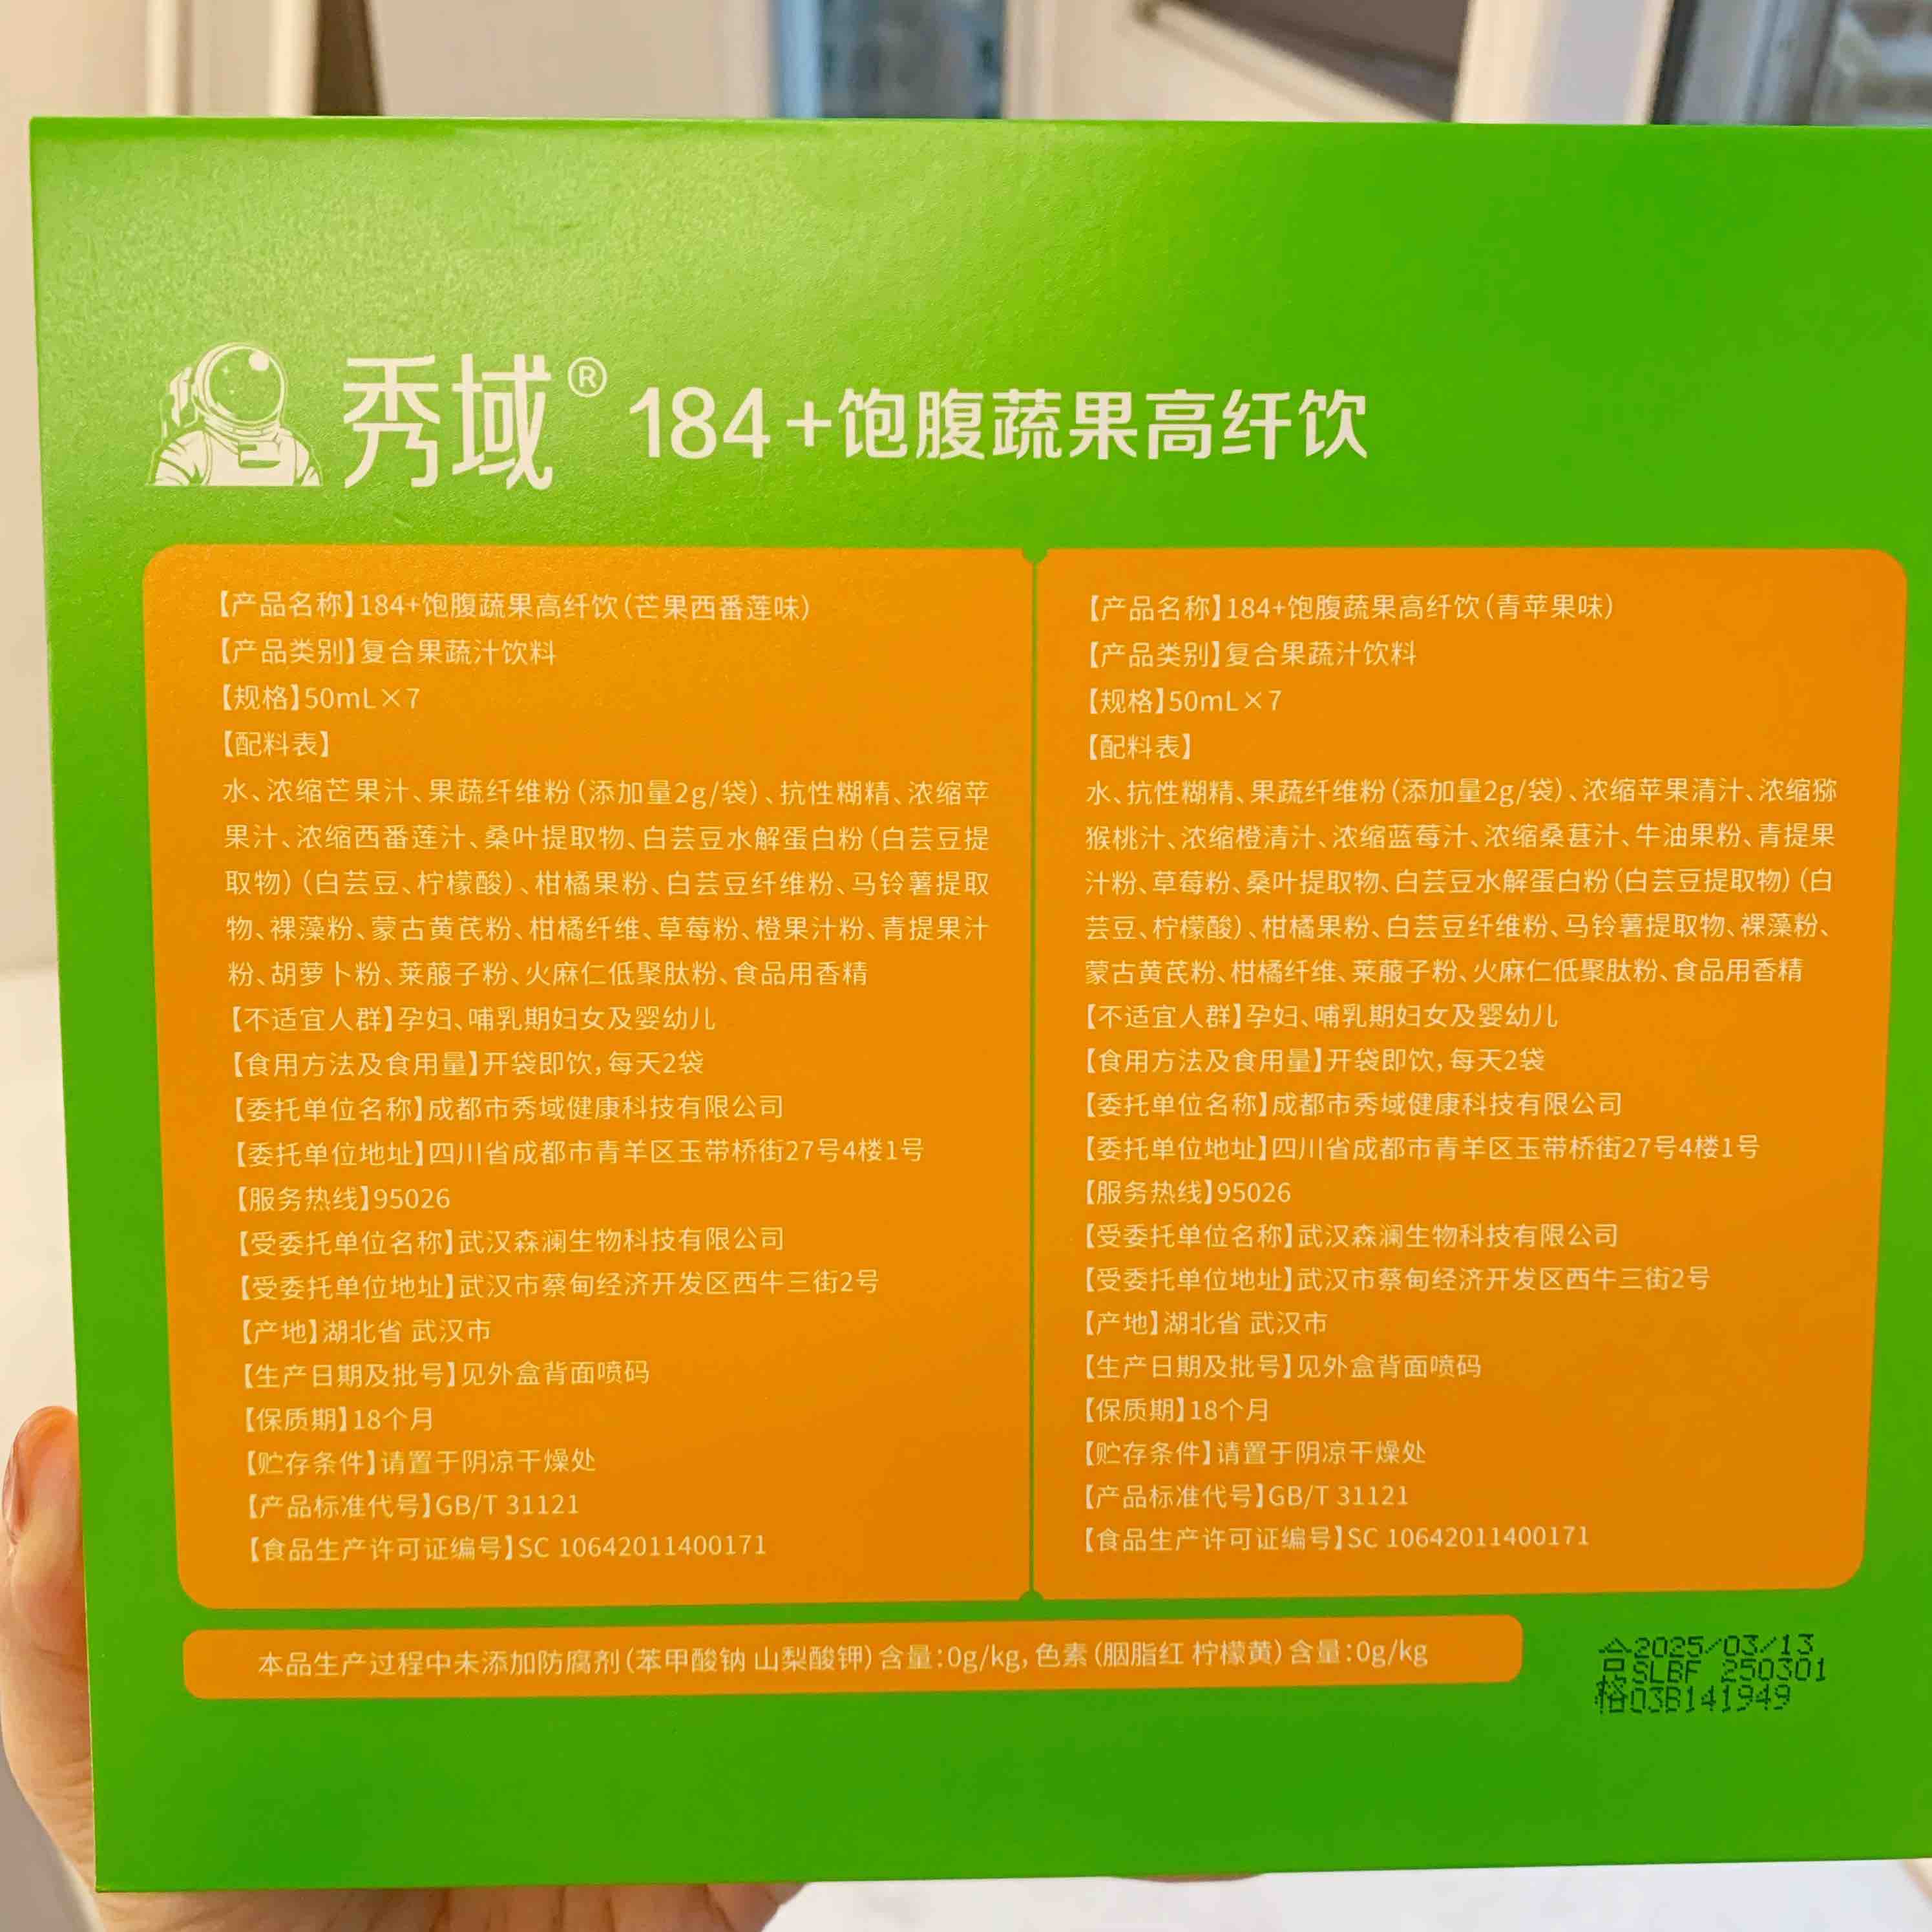 秀域® 184+饱腹蔬果高纤饮
【产品名称】184+饱腹蔬果高纤饮(芒果西番莲味)
【产品类别】复合果蔬汁饮料
【规格】50mL×7
【配料表】
水、浓缩芒果汁、果蔬纤维粉(添加量2g/袋)、抗性糊精、浓缩苹
果汁、浓缩西番莲汁、桑叶提取物、白芸豆水解蛋白粉(白芸豆提
取物)(白芸豆、柠檬酸)、柑橘果粉、白芸豆纤维粉、马铃薯提取
物、裸藻粉、蒙古黄芪粉、柑橘纤维、草莓粉、橙果汁粉、青提果汁
粉、胡萝卜粉、莱菔子粉、火麻仁低聚肽粉、食品用香精
【不适宜人群】孕妇、哺乳期妇女及婴幼儿
【食用方法及食用量】开袋即饮,每天2袋
【委托单位名称】成都市秀域健康科技有限公司
【委托单位地址】四川省成都市青羊区玉带桥街27号4楼1号
【服务热线】95026
【受委托单位名称】武汉森澜生物科技有限公司
【受委托单位地址】武汉市蔡甸经济开发区西牛三街2号
【产地】湖北省 武汉市
【生产日期及批号】见外盒背面喷码
【保质期】18个月
【贮存条件】请置于阴凉干燥处
【产品标准代号】GB/T 31121
【食品生产许可证编号】SC 10642011400171
【产品名称】184+饱腹蔬果高纤饮(青苹果味)
【产品类别】复合果蔬汁饮料
【规格】50mL×7
【配料表】
水、抗性糊精、果蔬纤维粉(添加量2g/袋)、浓缩苹果清汁、浓缩猕
猴桃汁、浓缩橙清汁、浓缩蓝莓汁、浓缩桑葚汁、牛油果粉、青提果
汁粉、草莓粉、桑叶提取物、白芸豆水解蛋白粉(白芸豆提取物)(白
芸豆、柠檬酸)、柑橘果粉、白芸豆纤维粉、马铃薯提取物、裸藻粉、
蒙古黄芪粉、柑橘纤维、莱菔子粉、火麻仁低聚肽粉、食品用香精
【不适宜人群】孕妇、哺乳期妇女及婴幼儿
【食用方法及食用量】开袋即饮,每天2袋
【委托单位名称】成都市秀域健康科技有限公司
【委托单位地址】四川省成都市青羊区玉带桥街27号4楼1号
【服务热线】95026
【受委托单位名称】武汉森澜生物科技有限公司
【受委托单位地址】武汉市蔡甸经济开发区西牛三街2号
【产地】湖北省 武汉市
【生产日期及批号】见外盒背面喷码
【保质期】18个月
【贮存条件】请置于阴凉干燥处
【产品标准代号】GB/T 31121
【食品生产许可证编号】SC 10642011400171
本品生产过程中未添加防腐剂(苯甲酸钠 山梨酸钾)含量:0g/kg,色素(胭脂红 柠檬黄)含量:0g/kg
合格
2025/03/13
SLBF 250301
03B141949